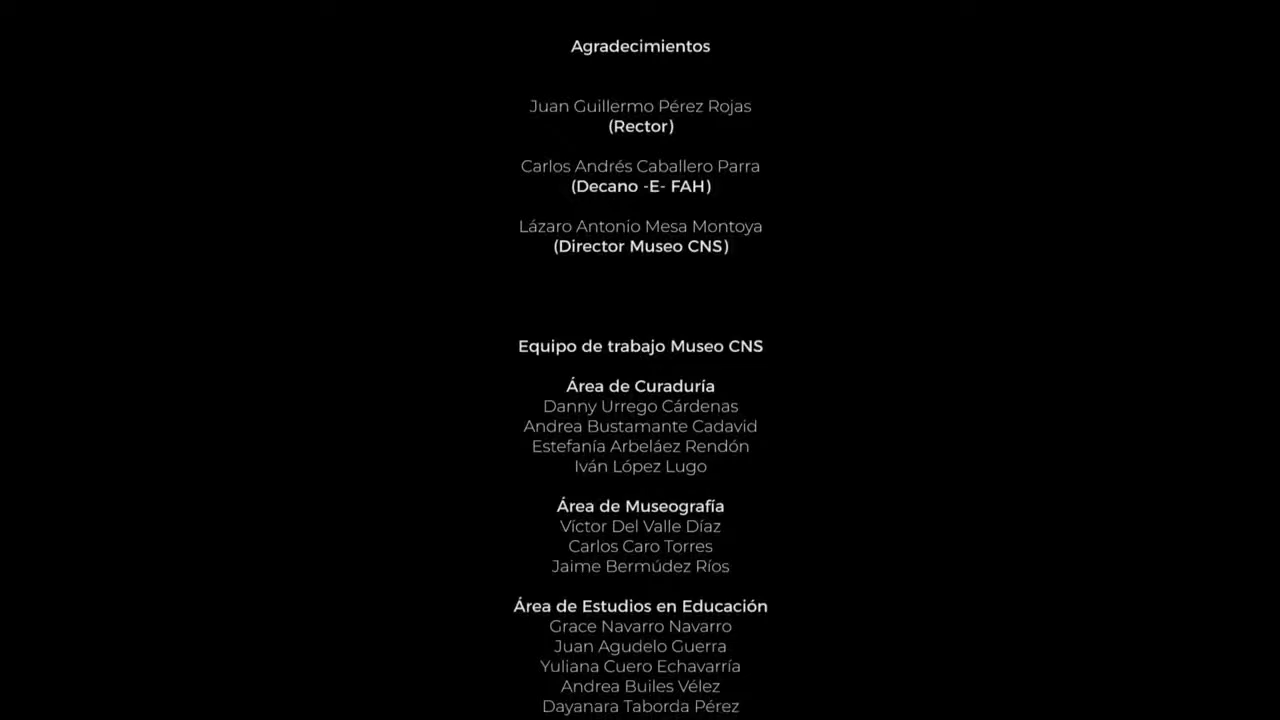 Agradecimientos
Juan Guillermo Pérez Rojas
(Rector)
Carlos Andrés Caballero Parra
(Decano -E- FAH)
Lázaro Antonio Mesa Montoya
(Director Museo CNS)
Equipo de trabajo Museo CNS
Área de Curaduría
Danny Urrego Cárdenas
Andrea Bustamante Cadavid
Estefanía Arbeláez Rendón
Iván López Lugo
Área de Museografía
Víctor Del Valle Díaz
Carlos Caro Torres
Jaime Bermúdez Ríos
Área de Estudios en Educación
Grace Navarro Navarro
Juan Agudelo Guerra
Yuliana Cuero Echavarría
Andrea Builes Vélez
Dayanara Taborda Pérez